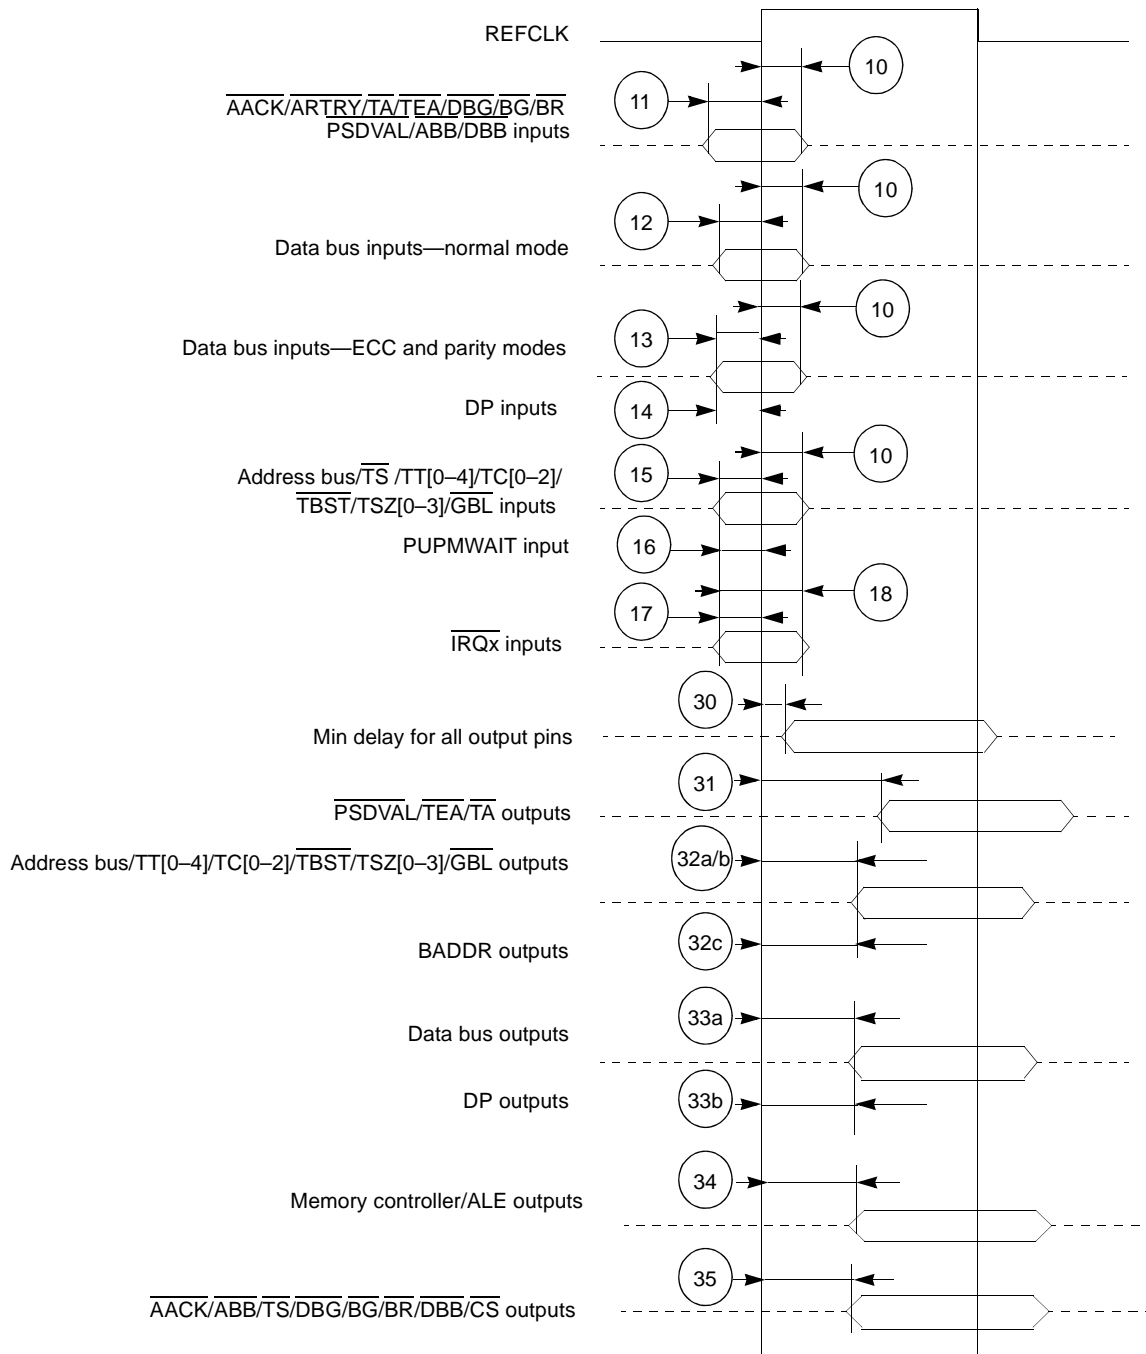 REFCLK
10
11
AACK/ARTRY/TA/TEA/DBG/BG/BR
PSDVAL/ABB/DBB inputs
10
12
Data bus inputs—normal mode
10
13
Data bus inputs—ECC and parity modes
DP inputs
14
10
15
Address bus/TS /TT[0–4]/TC[0–2]/
TBST/TSZ[0–3]/GBL inputs
PUPMWAIT input
16
18
17
IRQx inputs
30
Min delay for all output pins
31
PSDVAL/TEA/TA outputs
Address bus/TT[0–4]/TC[0–2]/TBST/TSZ[0–3]/GBL outputs
32a/b
BADDR outputs
32c
33a
Data bus outputs
DP outputs
33b
34
Memory controller/ALE outputs
35
AACK/ABB/TS/DBG/BG/BR/DBB/CS outputs